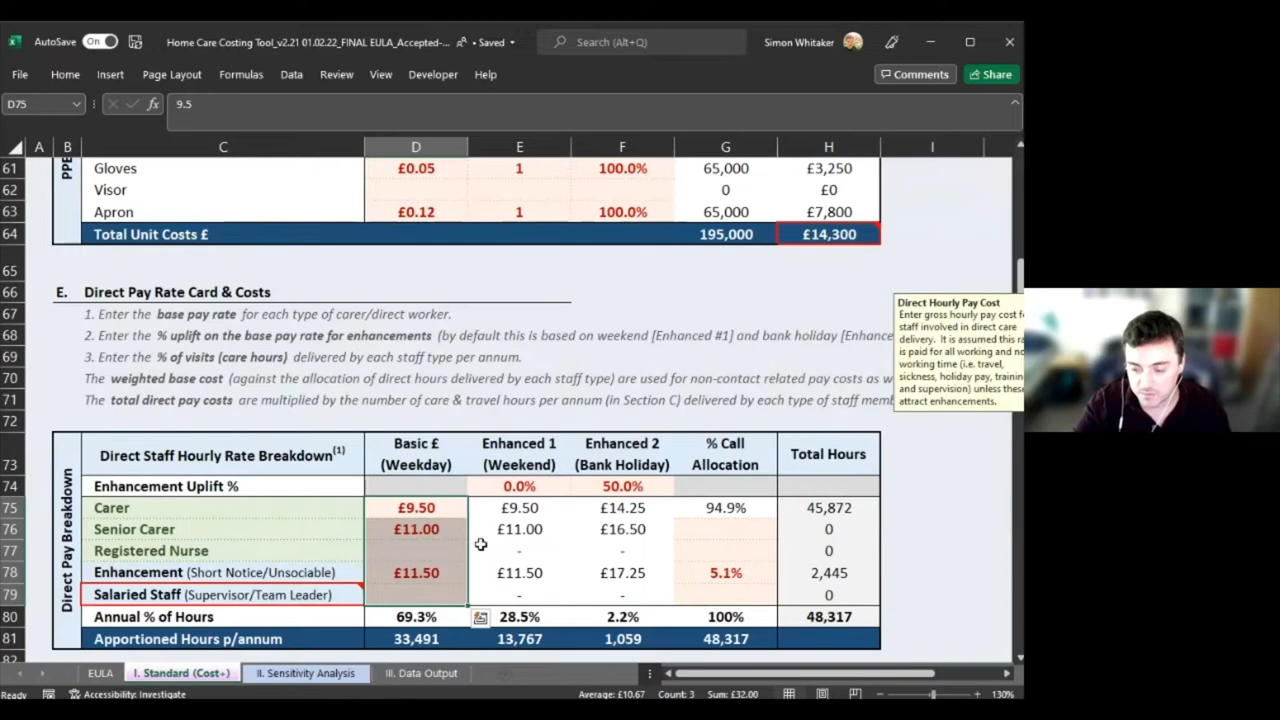 AutoSave On Home Care Costing Tool_v2.21 01.02.22_FINAL EULA_Accepted-... • Saved Search (Alt+Q) Simon Whitaker
File Home Insert Page Layout Formulas Data Review View Developer Help Comments Share
D75 fx 9.5
A B C D E F G H I
61 PPE Gloves £0.05 1 100.0% 65,000 £3,250
62 Visor 0 £0
63 Apron £0.12 1 100.0% 65,000 £7,800
64 Total Unit Costs £ 195,000 £14,300
65
66 E. Direct Pay Rate Card & Costs
67 1. Enter the base pay rate for each type of carer/direct worker.
68 2. Enter the % uplift on the base pay rate for enhancements (by default this is based on weekend [Enhanced #1] and bank holiday [Enhance
69 3. Enter the % of visits (care hours) delivered by each staff type per annum.
70 The weighted base cost (against the allocation of direct hours delivered by each staff type) are used for non-contact related pay costs as w
71 The total direct pay costs are multiplied by the number of care & travel hours per annum (in Section C) delivered by each type of staff mem
Direct Hourly Pay Cost
Enter gross hourly pay cost fo
staff involved in direct care
delivery. It is assumed this ra
is paid for all working and no
working time (i.e. travel,
sickness, holiday pay, training
and supervision) unless these
attract enhancements.
72
73 Direct Staff Hourly Rate Breakdown(1) Basic £ (Weekday) Enhanced 1 (Weekend) Enhanced 2 (Bank Holiday) % Call Allocation Total Hours
Direct Pay Breakdown
74 Enhancement Uplift % 0.0% 50.0%
75 Carer £9.50 £9.50 £14.25 94.9% 45,872
76 Senior Carer £11.00 £11.00 £16.50 0
77 Registered Nurse - - 0
78 Enhancement (Short Notice/Unsociable) £11.50 £11.50 £17.25 5.1% 2,445
79 Salaried Staff (Supervisor/Team Leader) - - 0
80 Annual % of Hours 69.3% 28.5% 2.2% 100% 48,317
81 Apportioned Hours p/annum 33,491 13,767 1,059 48,317
82
EULA I. Standard (Cost+) II. Sensitivity Analysis III. Data Output
Ready Accessibility: Investigate Average: £10.67 Count: 3 Sum: £32.00 130%